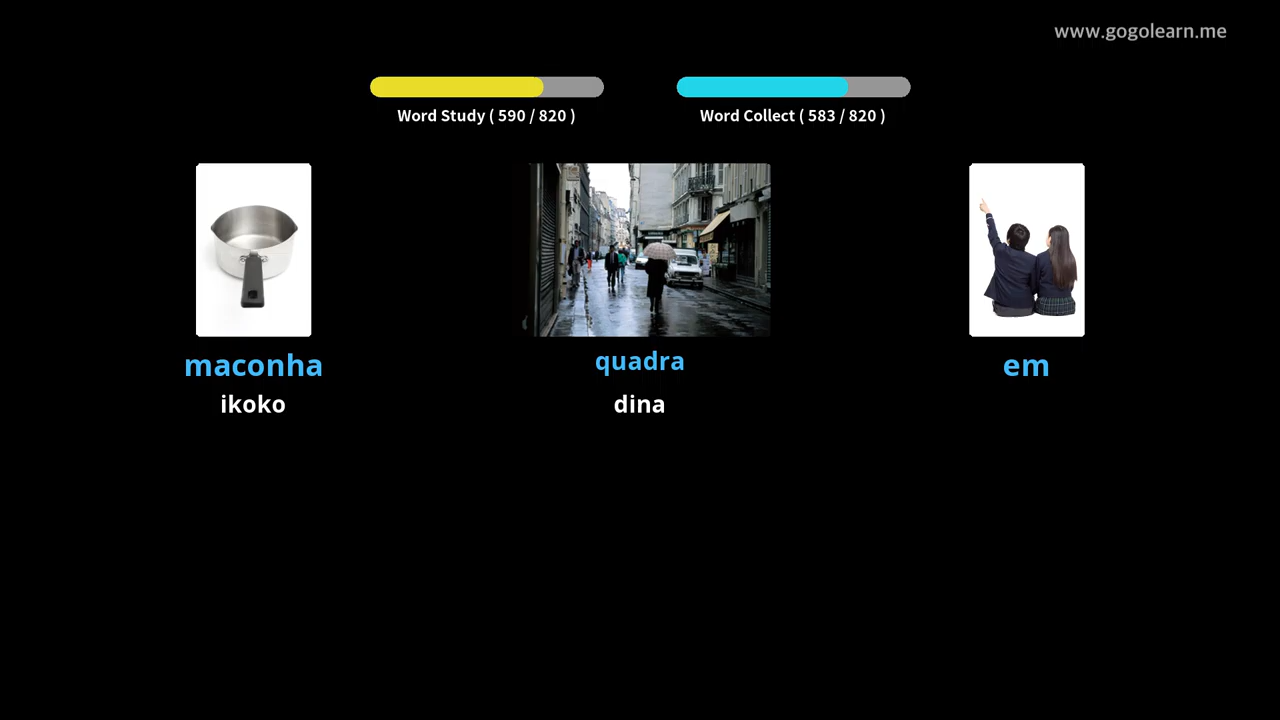 www.gogolearn.me
Word Study ( 590 / 820 )
Word Collect ( 583 / 820 )
maconha
quadra
em
ikoko
dina